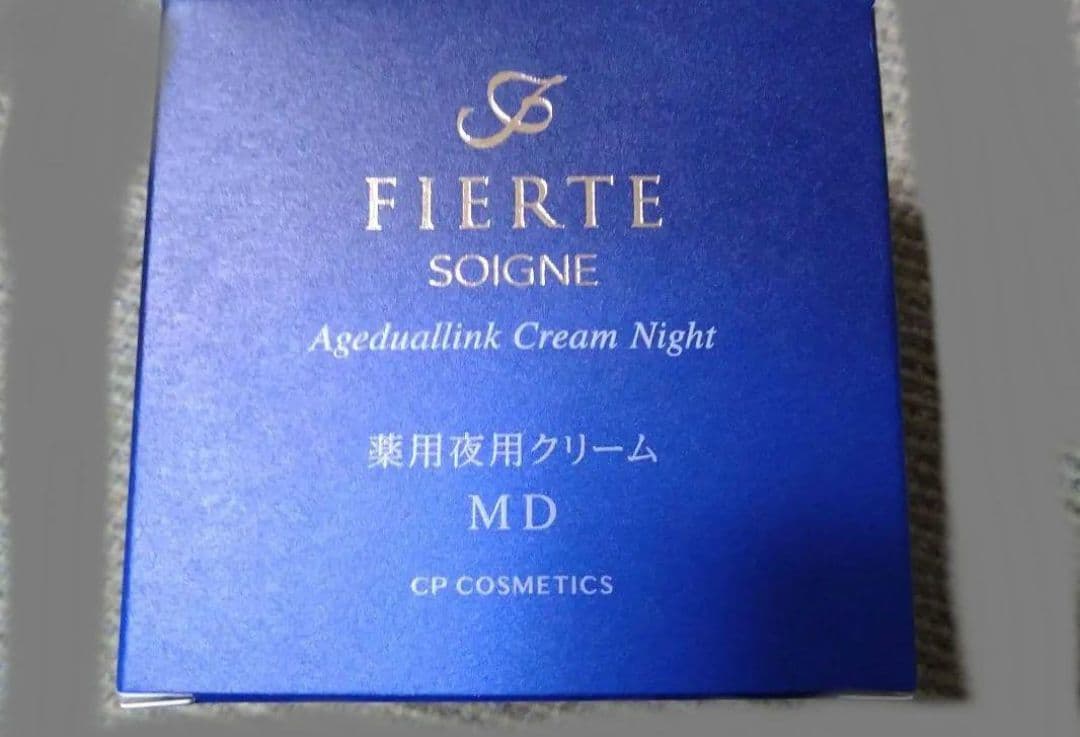 FIERTE
SOIGNE
Ageduallink Cream Night
薬用夜用クリーム
MD
CP COSMETICS